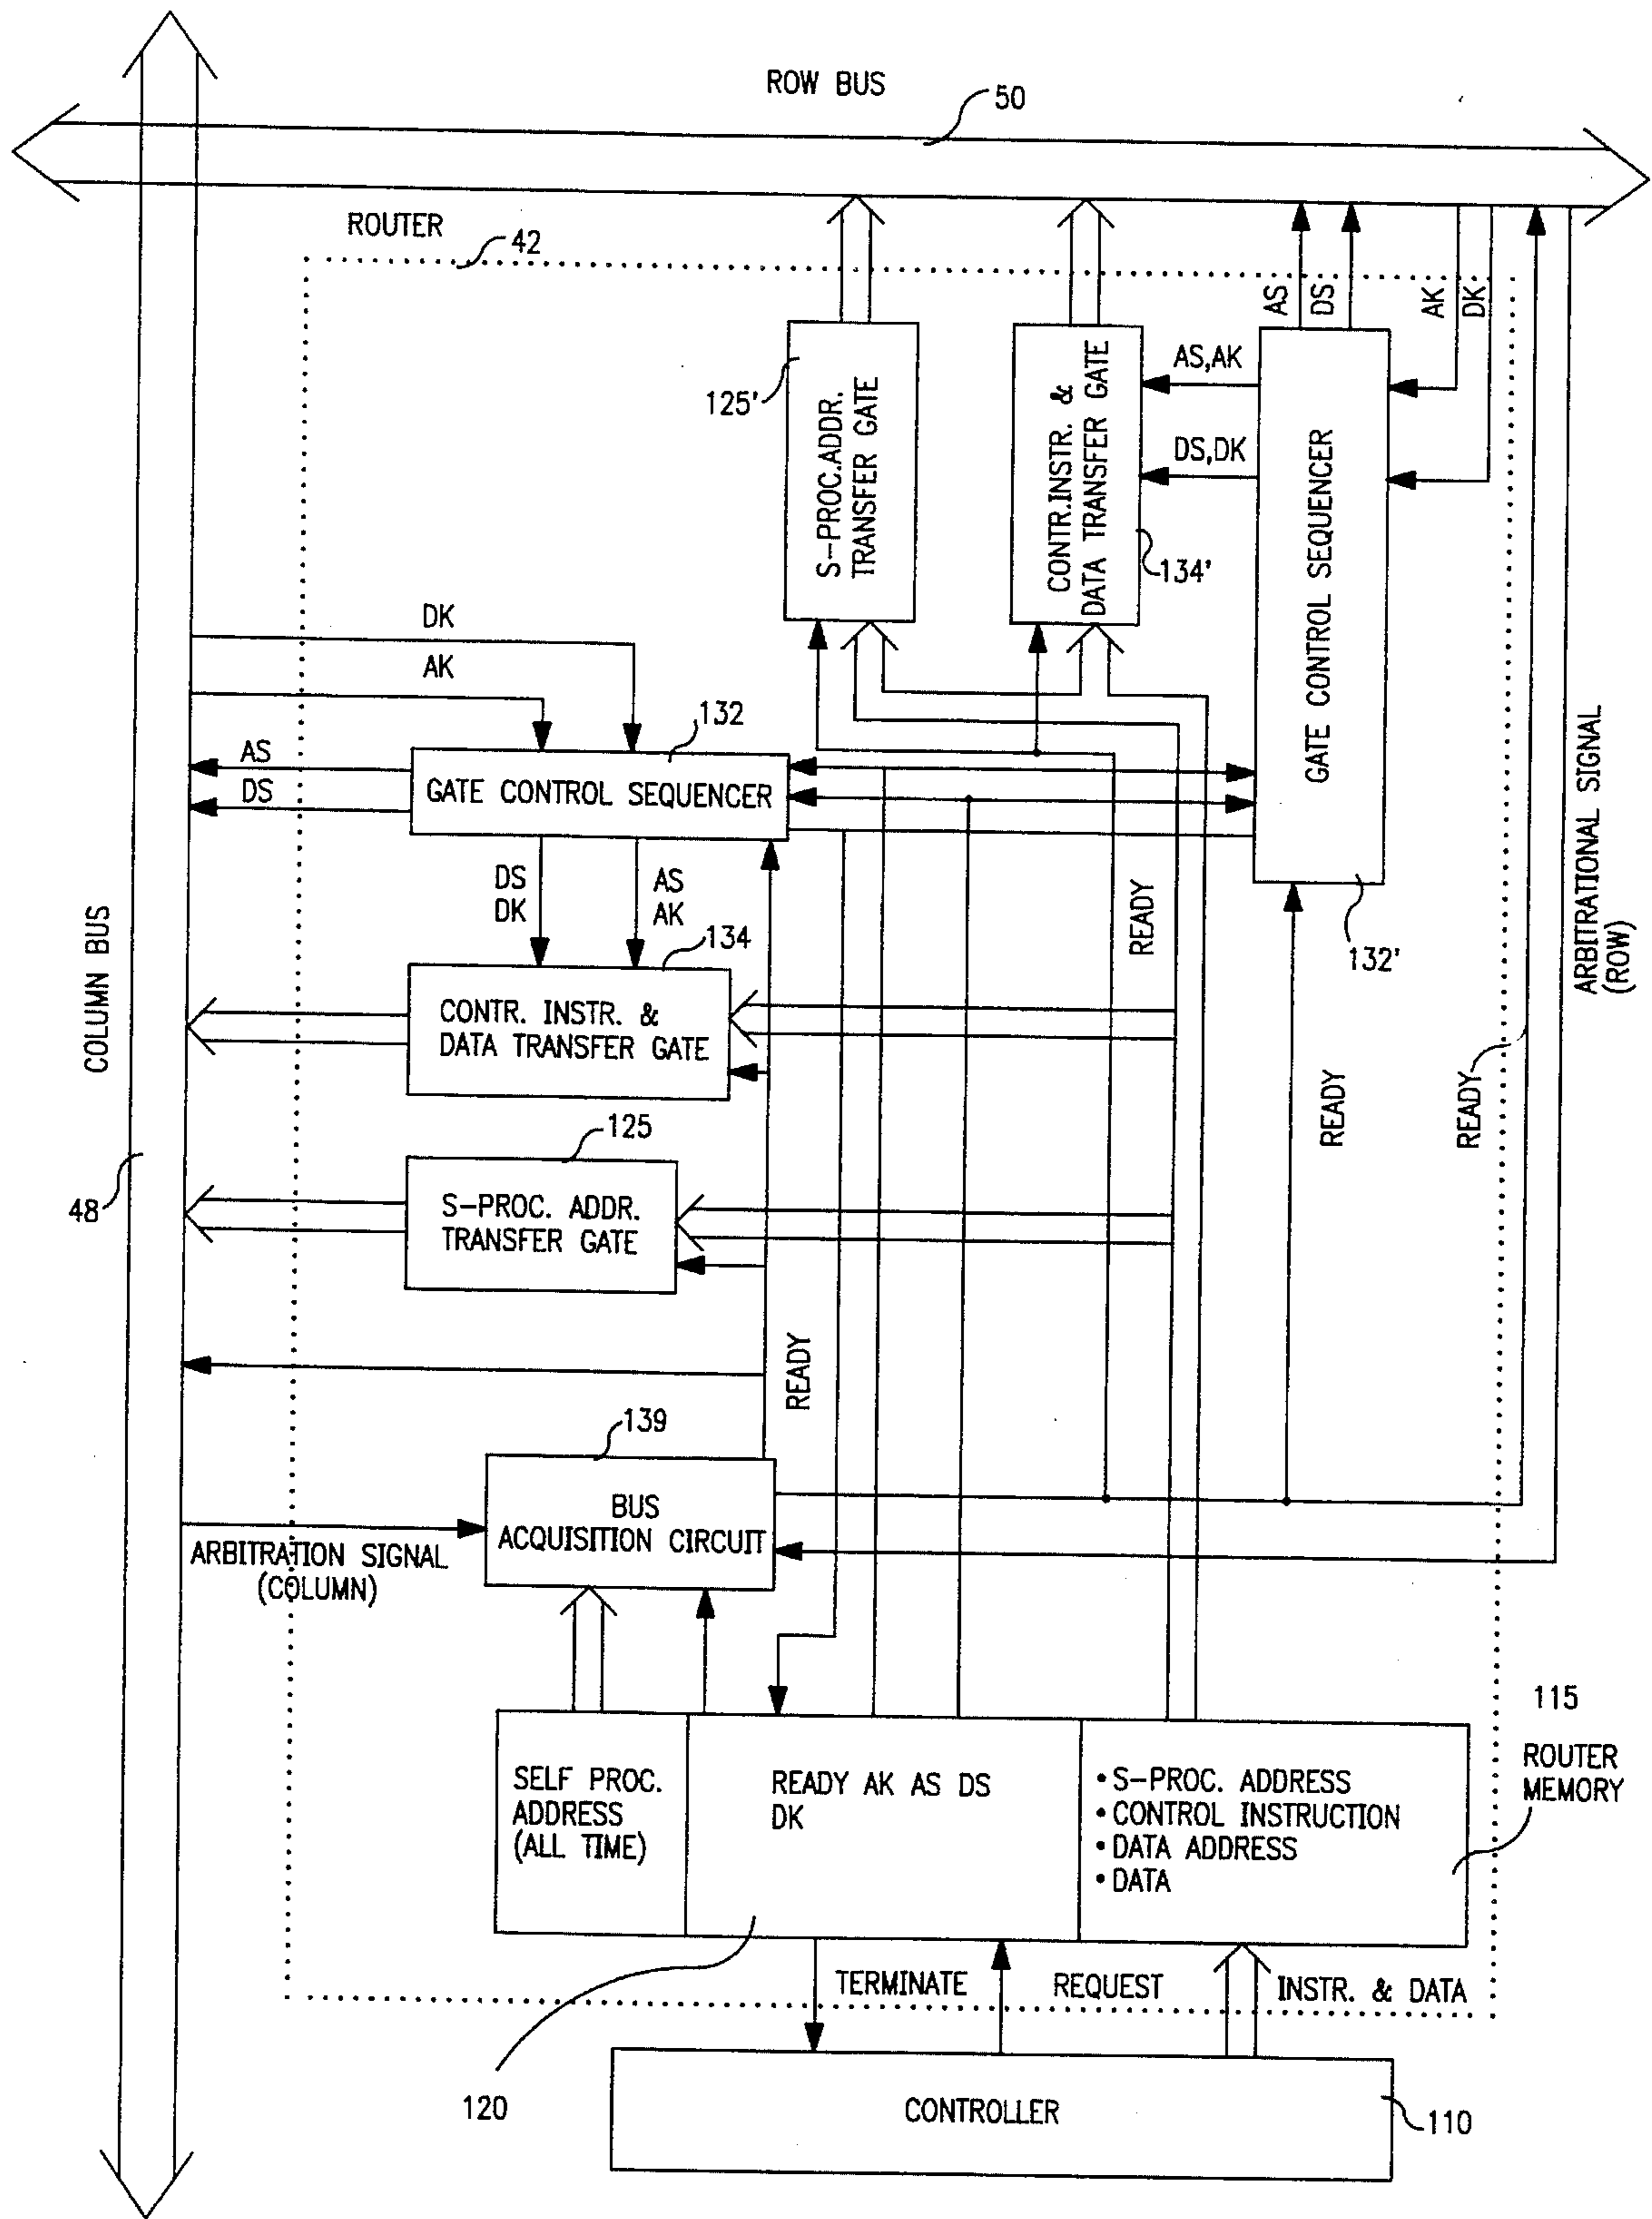 ROW BUS
50
ROUTER
42
AS
DS
AK
DK
125'
S-PROC.ADDR.
TRANSFER GATE
CONTR.INSTR. &
DATA TRANSFER GATE
134'
AS,AK
DS,DK
GATE CONTROL SEQUENCER
132'
DK
AK
132
AS
DS
GATE CONTROL SEQUENCER
DS
DK
AS
AK
134
CONTR. INSTR. &
DATA TRANSFER GATE
READY
COLUMN BUS
48
125
S-PROC. ADDR.
TRANSFER GATE
READY
READY
READY
ARBITRATIONAL SIGNAL
(ROW)
139
BUS
ACQUISITION CIRCUIT
ARBITRATION SIGNAL
(COLUMN)
SELF PROC.
ADDRESS
(ALL TIME)
READY AK AS DS
DK
•S-PROC. ADDRESS
•CONTROL INSTRUCTION
•DATA ADDRESS
•DATA
115
ROUTER
MEMORY
TERMINATE
REQUEST
INSTR. & DATA
120
CONTROLLER
110